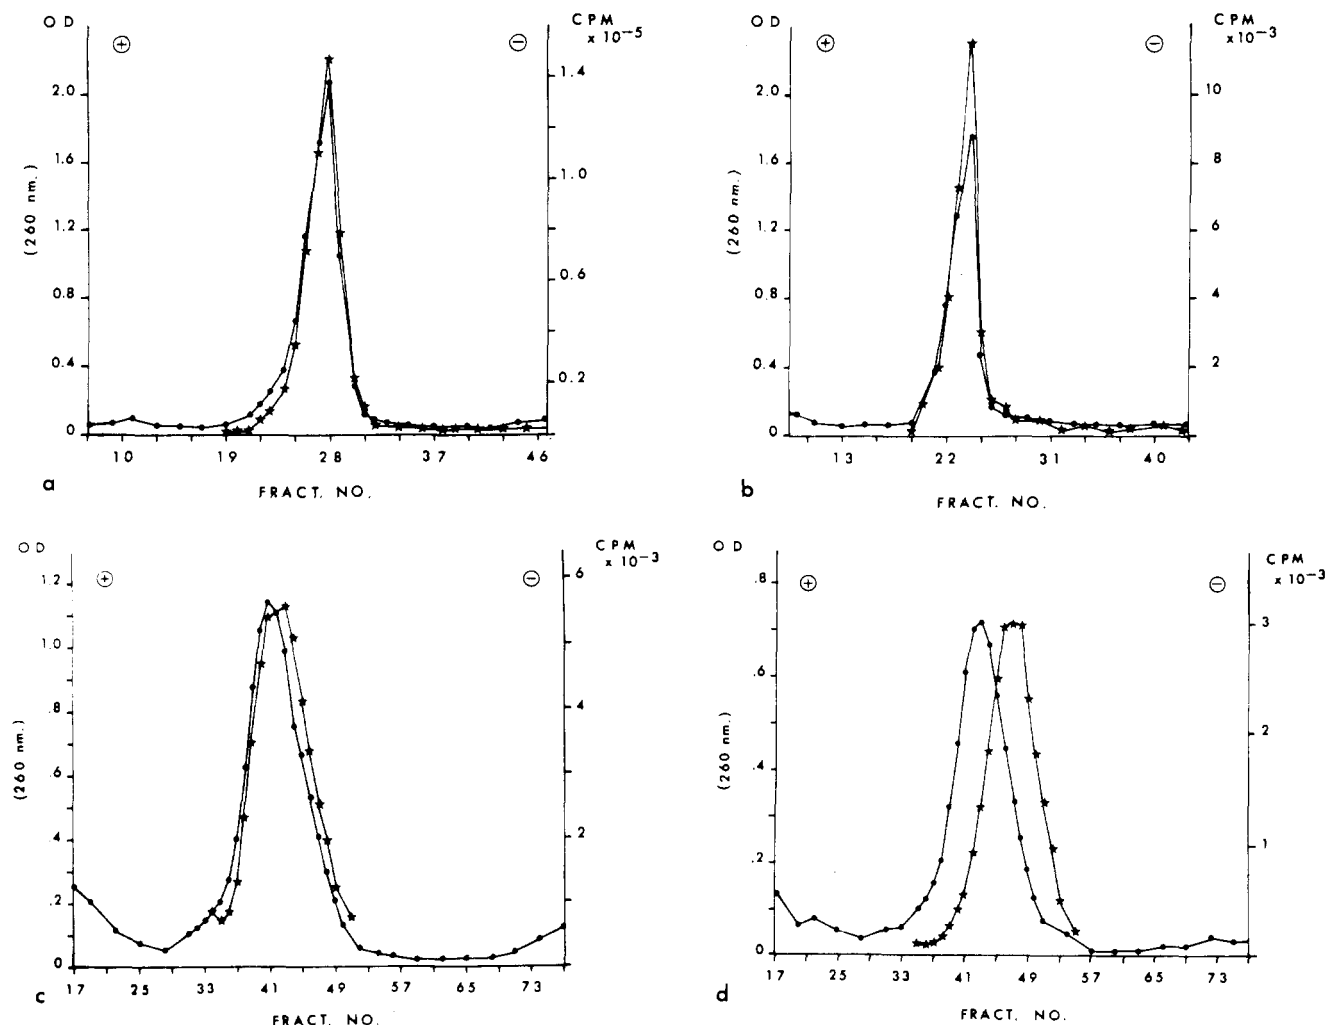 OD
CPM
x 10-5
+
−
2.0
1.6
1.2
0.8
0.4
0
1.4
1.0
0.6
0.2
(260 nm.)
10 19 28 37 46
a
FRACT. NO.
OD
CPM
x 10-3
+
−
2.0
1.6
1.2
0.8
0.4
0
10
8
6
4
2
(260 nm.)
13 22 31 40
b
FRACT. NO.
OD
CPM
x 10-3
+
−
1.2
1.0
.8
.6
.4
.2
0
6
4
2
(260 nm.)
17 25 33 41 49 57 65 73
c
FRACT. NO.
OD
CPM
x 10-3
+
−
.8
.6
.4
.2
0
3
2
1
(260 nm.)
17 25 33 41 49 57 65 73
d
FRACT. NO.